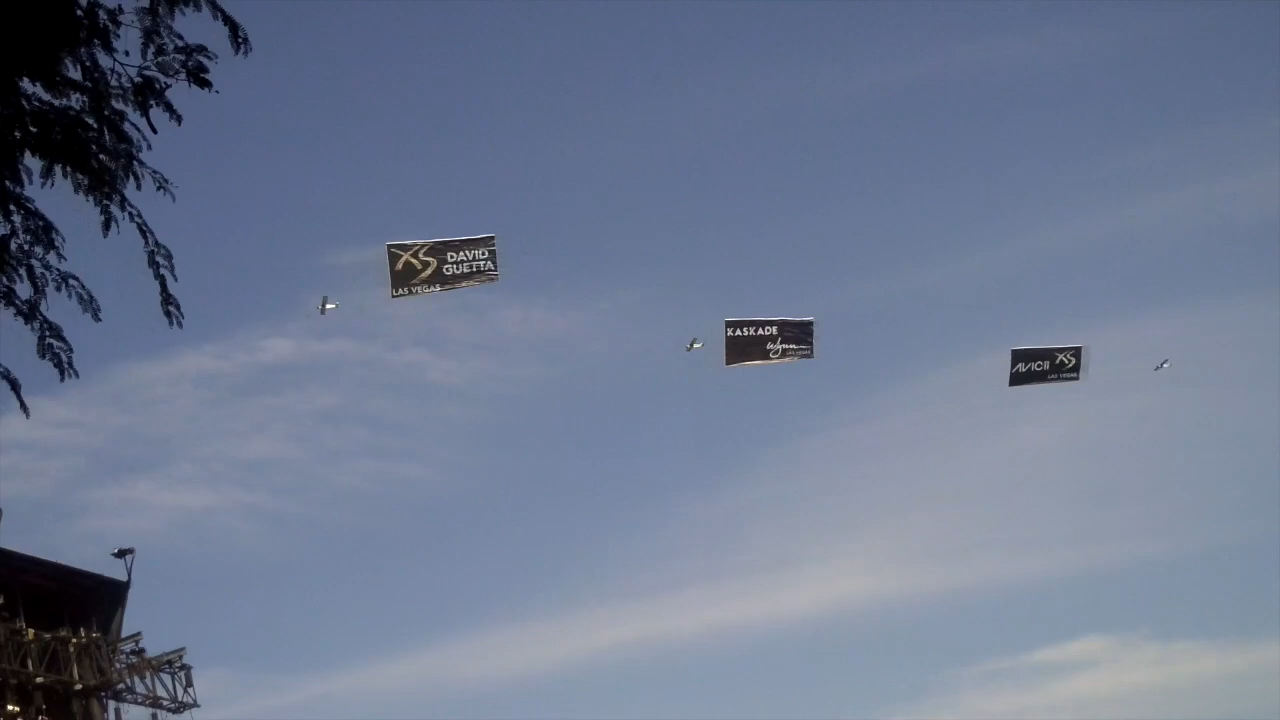 XS DAVID
GUETTA
LAS VEGAS
KASKADE
wynn
LAS VEGAS
AVICII XS
LAS VEGAS